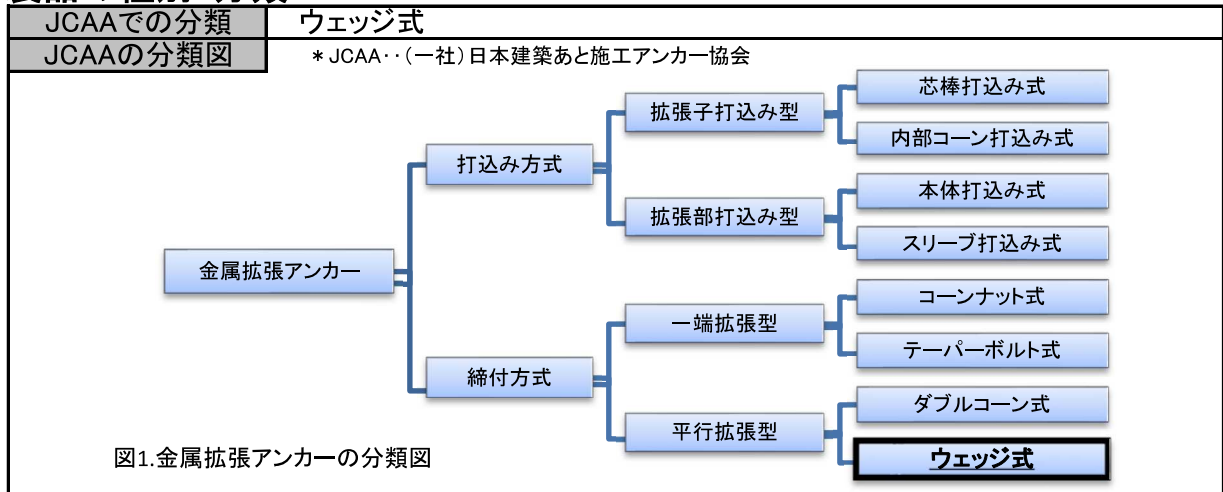 JCAAでの分類
ウェッジ式
JCAAの分類図
＊JCAA‥（一社）日本建築あと施工アンカー協会
芯棒打込み式
拡張子打込み型
内部コーン打込み式
打込み方式
本体打込み式
拡張部打込み型
スリーブ打込み式
金属拡張アンカー
コーンナット式
一端拡張型
テーパーボルト式
締付方式
ダブルコーン式
平行拡張型
ウェッジ式
図1.金属拡張アンカーの分類図